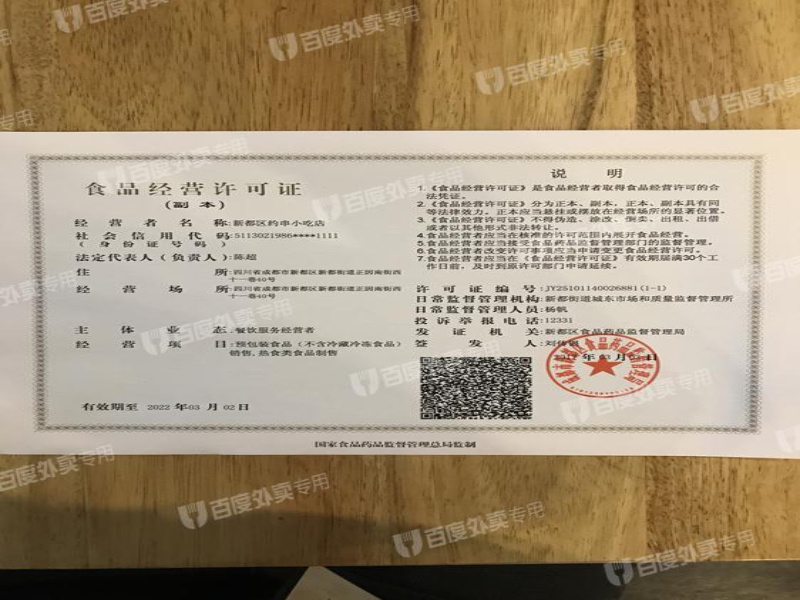 食品经营许可证
(副本)
经营者名称:新都区约串小吃店
社会信用代码:5113021986****1111
(身份证号码)
法定代表人(负责人):陈超
住所:四川省成都市新都区新都街道正因南街西
十一巷40号
经营场所:四川省成都市新都区新都街道正因南街西
十一巷40号
主体业态:餐饮服务经营者
经营项目:预包装食品(不含冷藏冷冻食品)
销售,热食类食品制售
有效期至 2022 年03 月 02日
说 明
1.《食品经营许可证》是食品经营者取得食品经营许可的合
法凭证。
2.《食品经营许可证》分为正本、副本。正本、副本具有同
等法律效力。正本应当悬挂或摆放在经营场所的显著位置。
3.《食品经营许可证》不得伪造、涂改、倒卖、出租、出借
或者以其他形式非法转让。
4.食品经营者应当在核准的许可范围内展开食品经营。
5.食品经营者应当接受食品药品监督管理部门的监督管理。
6.食品经营者改变许可事项应当申请变更食品经营许可。
7.食品经营者应当在《食品经营许可证》有效期届满30个工
作日前,及时到原许可部门申请延续。
许可证编号:JY25101140026881(1-1)
日常监督管理机构:新都街道城东市场和质量监督管理所
日常监督管理人员:杨帆
投诉举报电话:12331
发证机关:新都区食品药品监督管理局
签发人:刘
年03月03日
国家食品药品监督管理总局监制
百度外卖专用